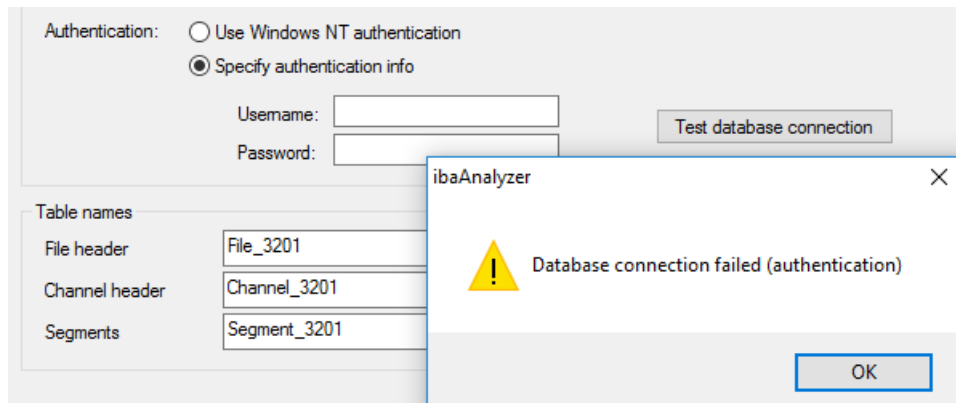 Authentication:
Use Windows NT authentication
Specify authentication info
Username:
Password:
Test database connection
Table names
File header
File_3201
Channel header
Channel_3201
Segments
Segment_3201
ibaAnalyzer
Database connection failed (authentication)
OK